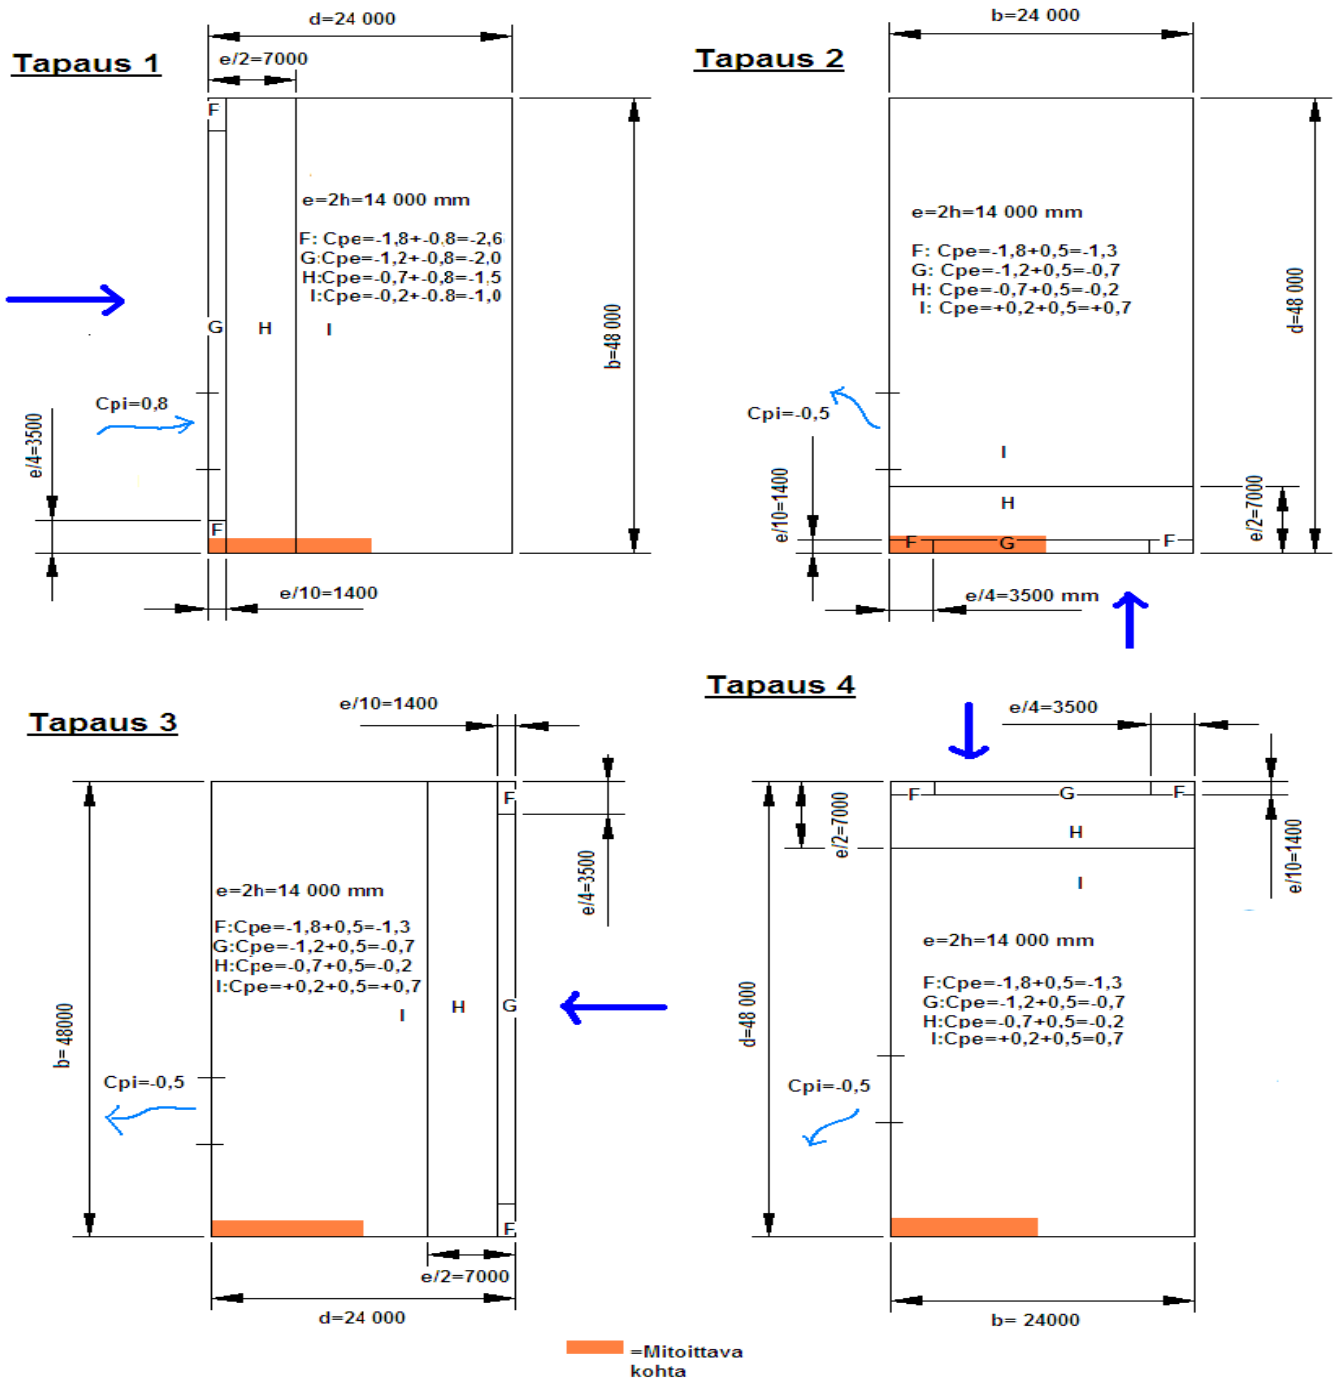 d=24 000
Tapaus 1
e/2=7000
F
e=2h=14 000 mm
F: Cpe=-1,8+-0,8=-2,6
G:Cpe=-1,2+-0,8=-2,0
H:Cpe=-0,7+-0,8=-1,5
I:Cpe=-0,2+-0.8=-1,0
G
H
I
b=48 000
Cpi=0,8
e/4=3500
F
e/10=1400
b=24 000
Tapaus 2
e=2h=14 000 mm
F: Cpe=-1,8+0,5=-1,3
G: Cpe=-1,2+0,5=-0,7
H: Cpe=-0,7+0,5=-0,2
I: Cpe=+0,2+0,5=+0,7
d=48 000
Cpi=-0,5
I
H
e/10=1400
e/2=7000
F
G
F
e/4=3500 mm
Tapaus 3
e/10=1400
F
e/4=3500
e=2h=14 000 mm
F:Cpe=-1,8+0,5=-1,3
G:Cpe=-1,2+0,5=-0,7
H:Cpe=-0,7+0,5=-0,2
I:Cpe=+0,2+0,5=+0,7
I
H
G
b= 48000
Cpi=-0,5
F
e/2=7000
d=24 000
Tapaus 4
e/4=3500
F
G
F
e/2=7000
H
e/10=1400
I
e=2h=14 000 mm
F:Cpe=-1,8+0,5=-1,3
G:Cpe=-1,2+0,5=-0,7
H:Cpe=-0,7+0,5=-0,2
I:Cpe=+0,2+0,5=0,7
d=48 000
Cpi=-0,5
b= 24000
=Mitoittava
kohta